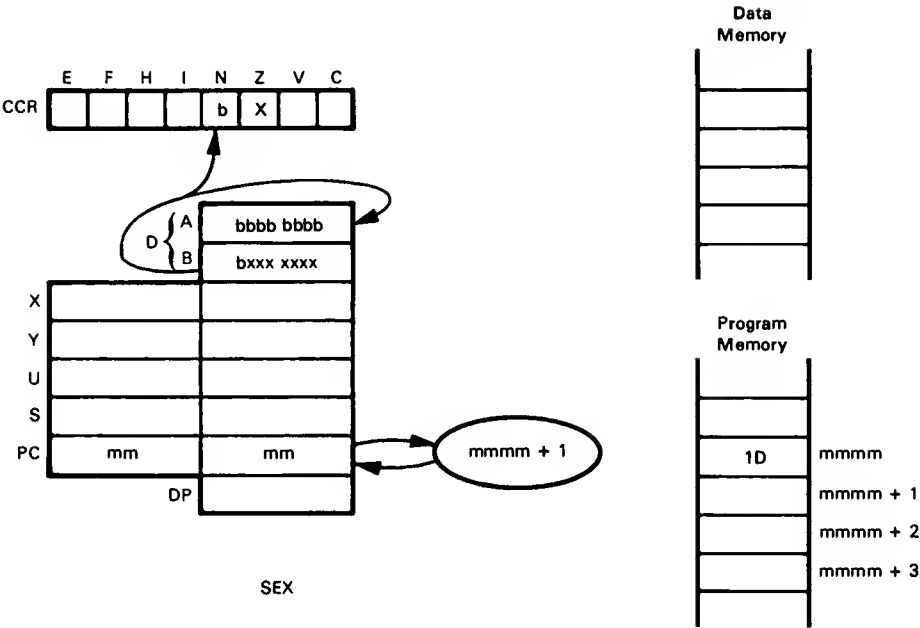 Data
Memory
E F H I N Z V C
CCR b X
D { A bbbb bbbb
B bxxx xxxx
X
Y
U
S
PC mm mm
mmmm + 1
DP
SEX
Program
Memory
1D mmmm
mmmm + 1
mmmm + 2
mmmm + 3